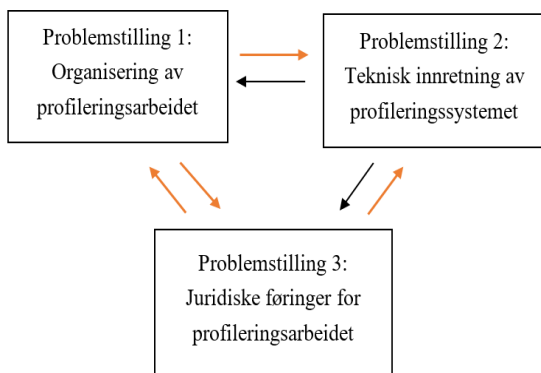 Problemstilling 1:
Organisering av
profileringsarbeidet
Problemstilling 2:
Teknisk innretning av
profileringssystemet
Problemstilling 3:
Juridiske føringer for
profileringsarbeidet